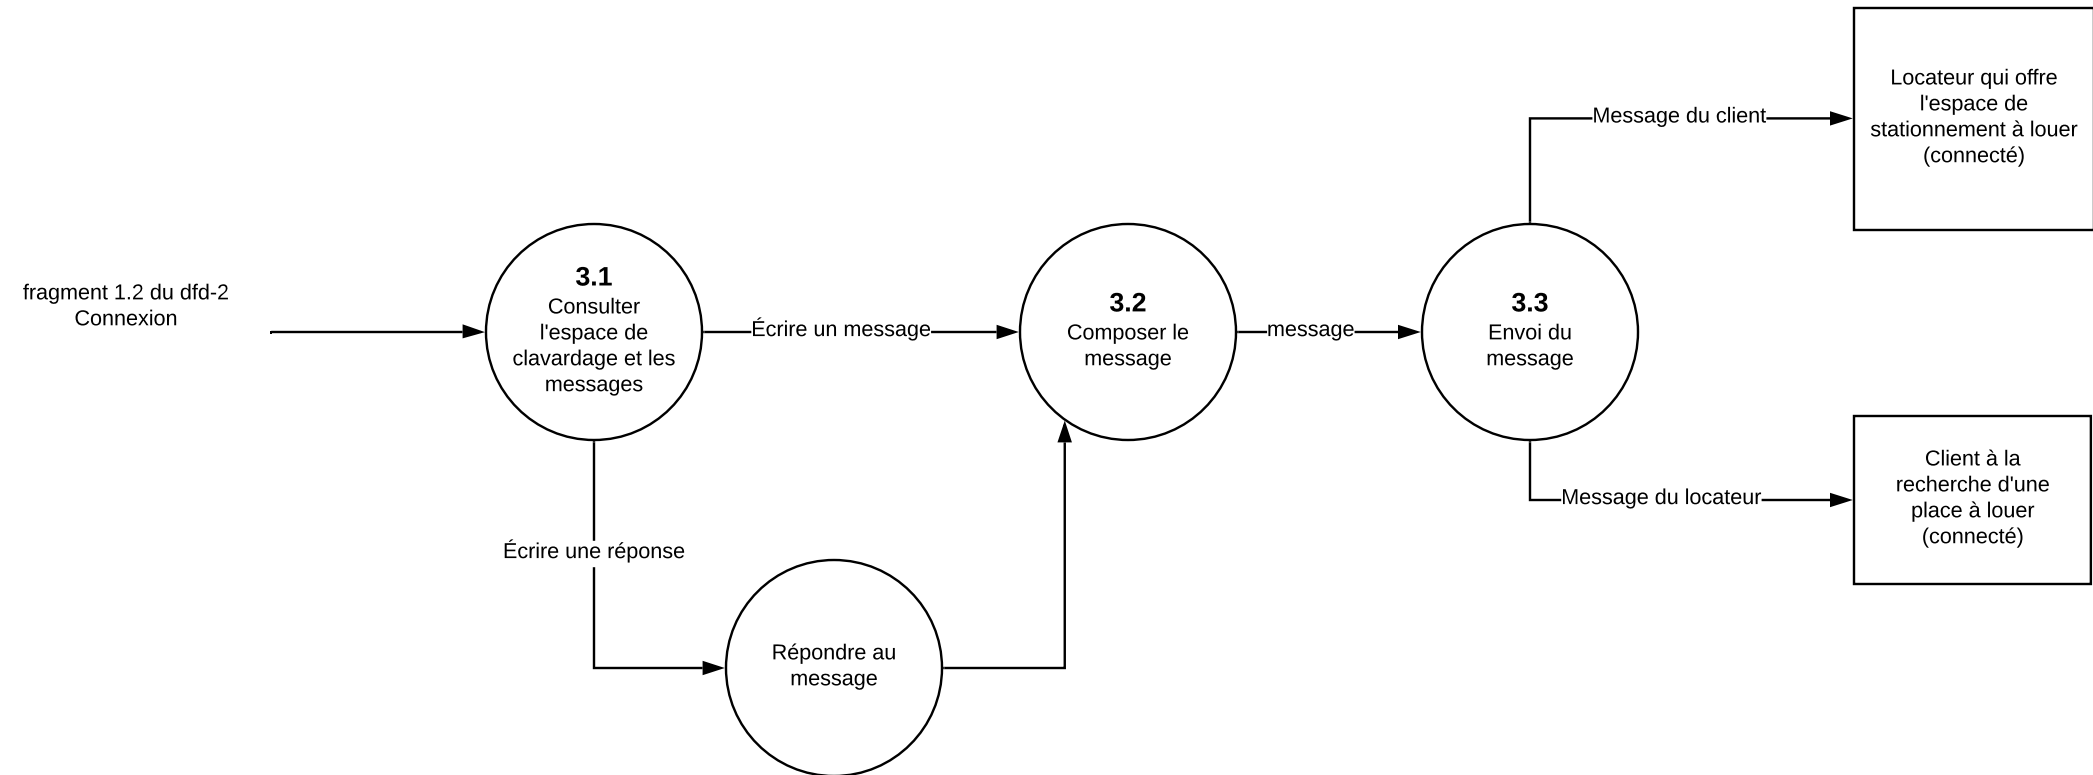 Locateur qui offre
l'espace de
stationnement à louer
(connecté)
Message du client
fragment 1.2 du dfd-2
Connexion
3.1
Consulter
l'espace de
clavardage et les
messages
Écrire un message
3.2
Composer le
message
message
3.3
Envoi du
message
Message du locateur
Client à la
recherche d'une
place à louer
(connecté)
Écrire une réponse
Répondre au
message